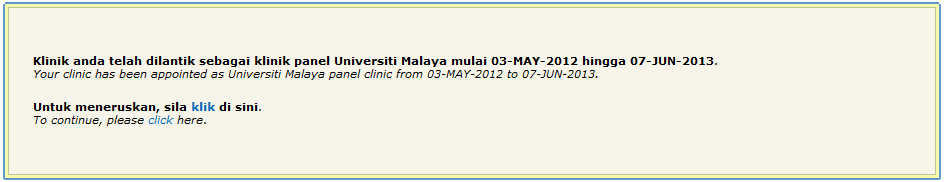 Klinik anda telah dilantik sebagai klinik panel Universiti Malaya mulai 03-MAY-2012 hingga 07-JUN-2013.
Your clinic has been appointed as Universiti Malaya panel clinic from 03-MAY-2012 to 07-JUN-2013.
Untuk meneruskan, sila klik di sini.
To continue, please click here.